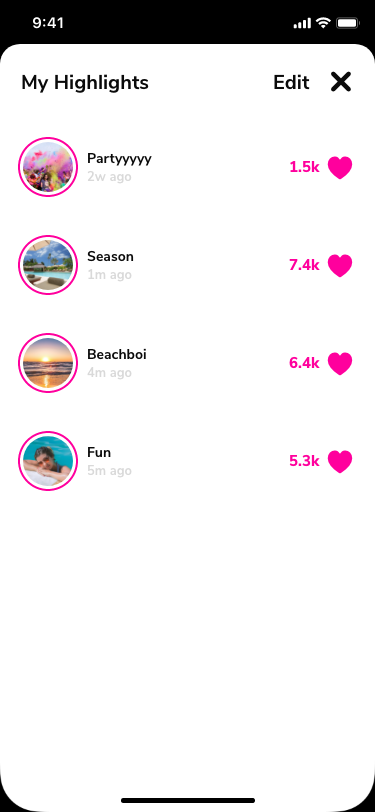 9:41
My Highlights Edit
Partyyyyy
2w ago
1.5k
Season
1m ago
7.4k
Beachboi
4m ago
6.4k
Fun
5m ago
5.3k